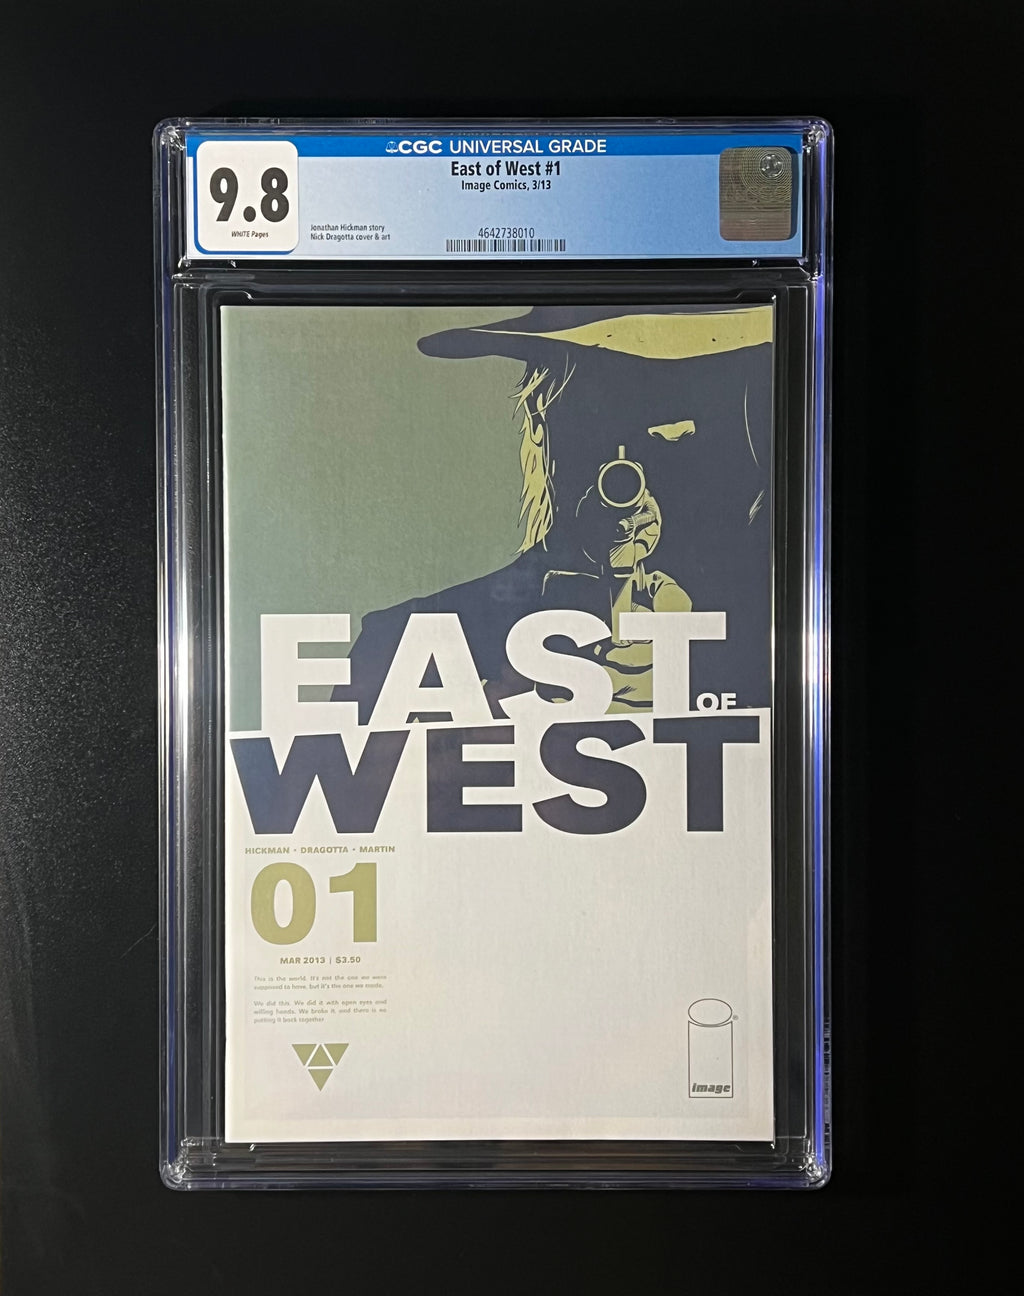 CGC UNIVERSAL GRADE
9.8
WHITE Pages
East of West #1
Image Comics, 3/13
Jonathan Hickman story
Nick Dragotta cover & art
4642738010
EAST
OF
WEST
HICKMAN • DRAGOTTA • MARTIN
01
MAR 2013 | $3.50
This is the world. It's not the one we were
supposed to have, but it's the one we made.
We did this. We did it with open eyes and
willing hands. We broke it, and there is no
putting it back together
image
®